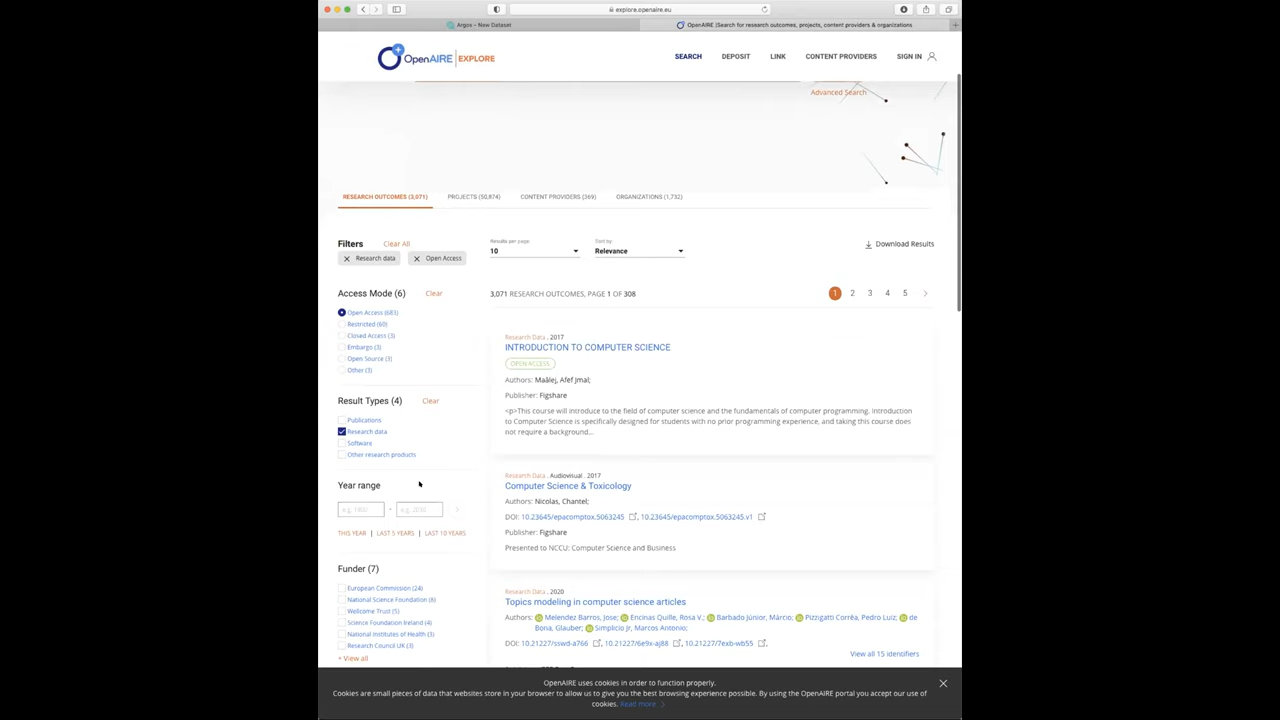 explore.openaire.eu
Argos - New Dataset
OpenAIRE | Search for research outcomes, projects, content providers & organizations
OpenAIRE | EXPLORE
SEARCH DEPOSIT LINK CONTENT PROVIDERS SIGN IN
Advanced Search
RESEARCH OUTCOMES (3,071) PROJECTS (50,874) CONTENT PROVIDERS (369) ORGANIZATIONS (1,732)
Filters Clear All
Research data Open Access
Results per page Sort by:
10 Relevance
Download Results
Access Mode (6) Clear
Open Access (683)
Restricted (60)
Closed Access (3)
Embargo (3)
Open Source (3)
Other (3)
Result Types (4) Clear
Publications
Research data
Software
Other research products
Year range
e.g. 1800 - e.g. 2030
THIS YEAR | LAST 5 YEARS | LAST 10 YEARS
Funder (7)
European Commission (24)
National Science Foundation (8)
Wellcome Trust (5)
Science Foundation Ireland (4)
National Institutes of Health (3)
Research Council UK (3)
+ View all
3,071 RESEARCH OUTCOMES, PAGE 1 OF 308
1 2 3 4 5
Research Data . 2017
INTRODUCTION TO COMPUTER SCIENCE
OPEN ACCESS
Authors: Maâlej, Afef Jmal;
Publisher: Figshare
<p>This course will introduce to the field of computer science and the fundamentals of computer programming. Introduction
to Computer Science is specifically designed for students with no prior programming experience, and taking this course does
not require a background...
Research Data . Audiovisual . 2017
Computer Science & Toxicology
Authors: Nicolas, Chantel;
DOI: 10.23645/epacomptox.5063245 , 10.23645/epacomptox.5063245.v1
Publisher: Figshare
Presented to NCCU: Computer Science and Business
Research Data . 2020
Topics modeling in computer science articles
Authors: Melendez Barros, Jose; Encinas Quille, Rosa V.; Barbado Júnior, Márcio; Pizzigatti Corrêa, Pedro Luiz; de
Bona, Glauber; Simplicio Jr, Marcos Antonio;
DOI: 10.21227/sswd-a766 , 10.21227/6e9x-aj88 , 10.21227/7exb-wb55 ,
View all 15 identifiers
OpenAIRE uses cookies in order to function properly.
Cookies are small pieces of data that websites store in your browser to allow us to give you the best browsing experience possible. By using the OpenAIRE portal you accept our use of
cookies. Read more